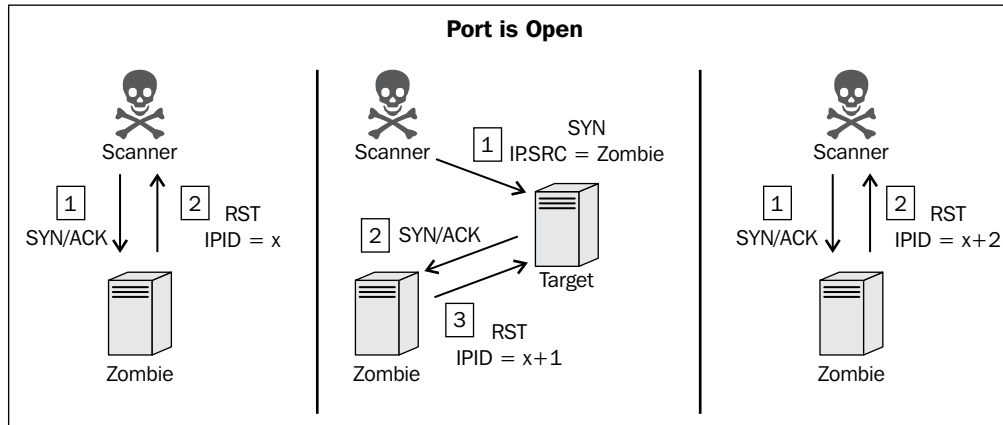 Port is Open
Scanner
1
SYN/ACK
2
RST
IPID = x
Zombie
Scanner
1
SYN
IP.SRC = Zombie
2
SYN/ACK
Target
3
RST
IPID = x+1
Zombie
Scanner
1
SYN/ACK
2
RST
IPID = x+2
Zombie